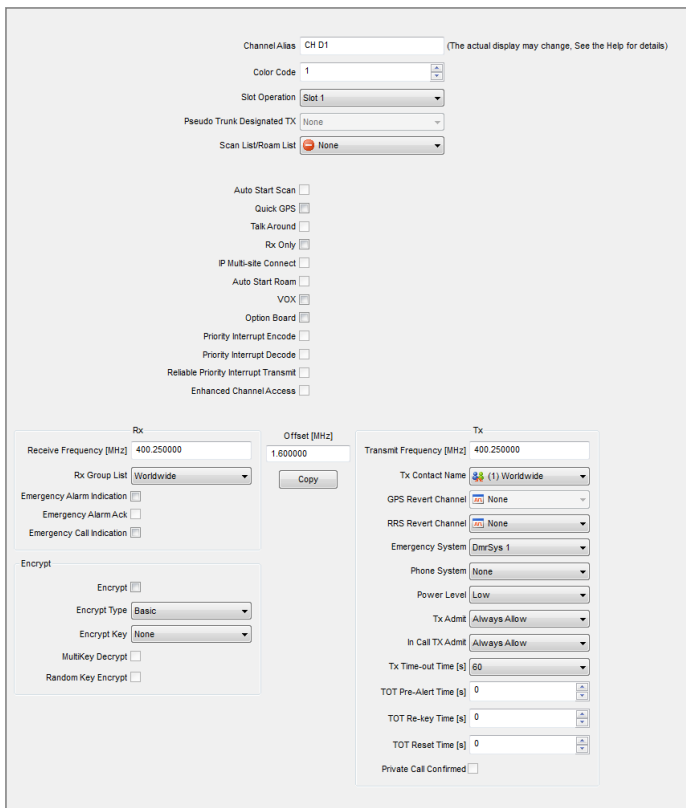 Channel Alias CH D1 (The actual display may change, See the Help for details)
Color Code 1
Slot Operation Slot 1
Pseudo Trunk Designated TX None
Scan List/Roam List None
Auto Start Scan
Quick GPS
Talk Around
Rx Only
IP Multi-site Connect
Auto Start Roam
VOX
Option Board
Priority Interrupt Encode
Priority Interrupt Decode
Reliable Priority Interrupt Transmit
Enhanced Channel Access
Rx
Receive Frequency [MHz] 400.250000
Rx Group List Worldwide
Emergency Alarm Indication
Emergency Alarm Ack
Emergency Call Indication
Encrypt
Encrypt
Encrypt Type Basic
Encrypt Key None
MultiKey Decrypt
Random Key Encrypt
Offset [MHz]
1.600000
Copy
Tx
Transmit Frequency [MHz] 400.250000
Tx Contact Name (1) Worldwide
GPS Revert Channel None
RRS Revert Channel None
Emergency System DmrSys 1
Phone System None
Power Level Low
Tx Admit Always Allow
In Call TX Admit Always Allow
Tx Time-out Time [s] 60
TOT Pre-Alert Time [s] 0
TOT Re-key Time [s] 0
TOT Reset Time [s] 0
Private Call Confirmed